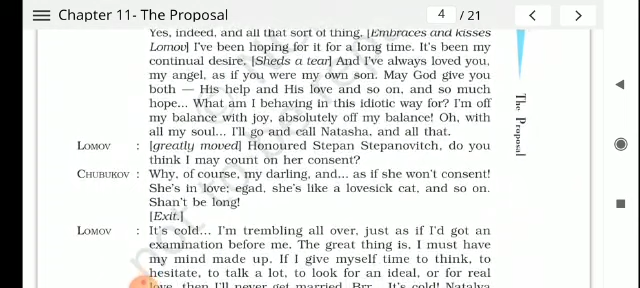 Chapter 11- The Proposal
4 / 21
Yes, indeed, and all that sort of thing. [Embraces and kisses
Lomov] I've been hoping for it for a long time. It's been my
continual desire. [Sheds a tear] And I've always loved you,
my angel, as if you were my own son. May God give you
both — His help and His love and so on, and so much
hope... What am I behaving in this idiotic way for? I'm off
my balance with joy, absolutely off my balance! Oh, with
all my soul... I'll go and call Natasha, and all that.
LOMOV : [greatly moved] Honoured Stepan Stepanovitch, do you
think I may count on her consent?
CHUBUKOV : Why, of course, my darling, and... as if she won't consent!
She's in love; egad, she's like a lovesick cat, and so on.
Shan't be long!
[Exit.]
LOMOV : It's cold... I'm trembling all over, just as if I'd got an
examination before me. The great thing is, I must have
my mind made up. If I give myself time to think, to
hesitate, to talk a lot, to look for an ideal, or for real
love, then I'll never get married. Brr... It's cold! Natalya
The Proposal
not to be